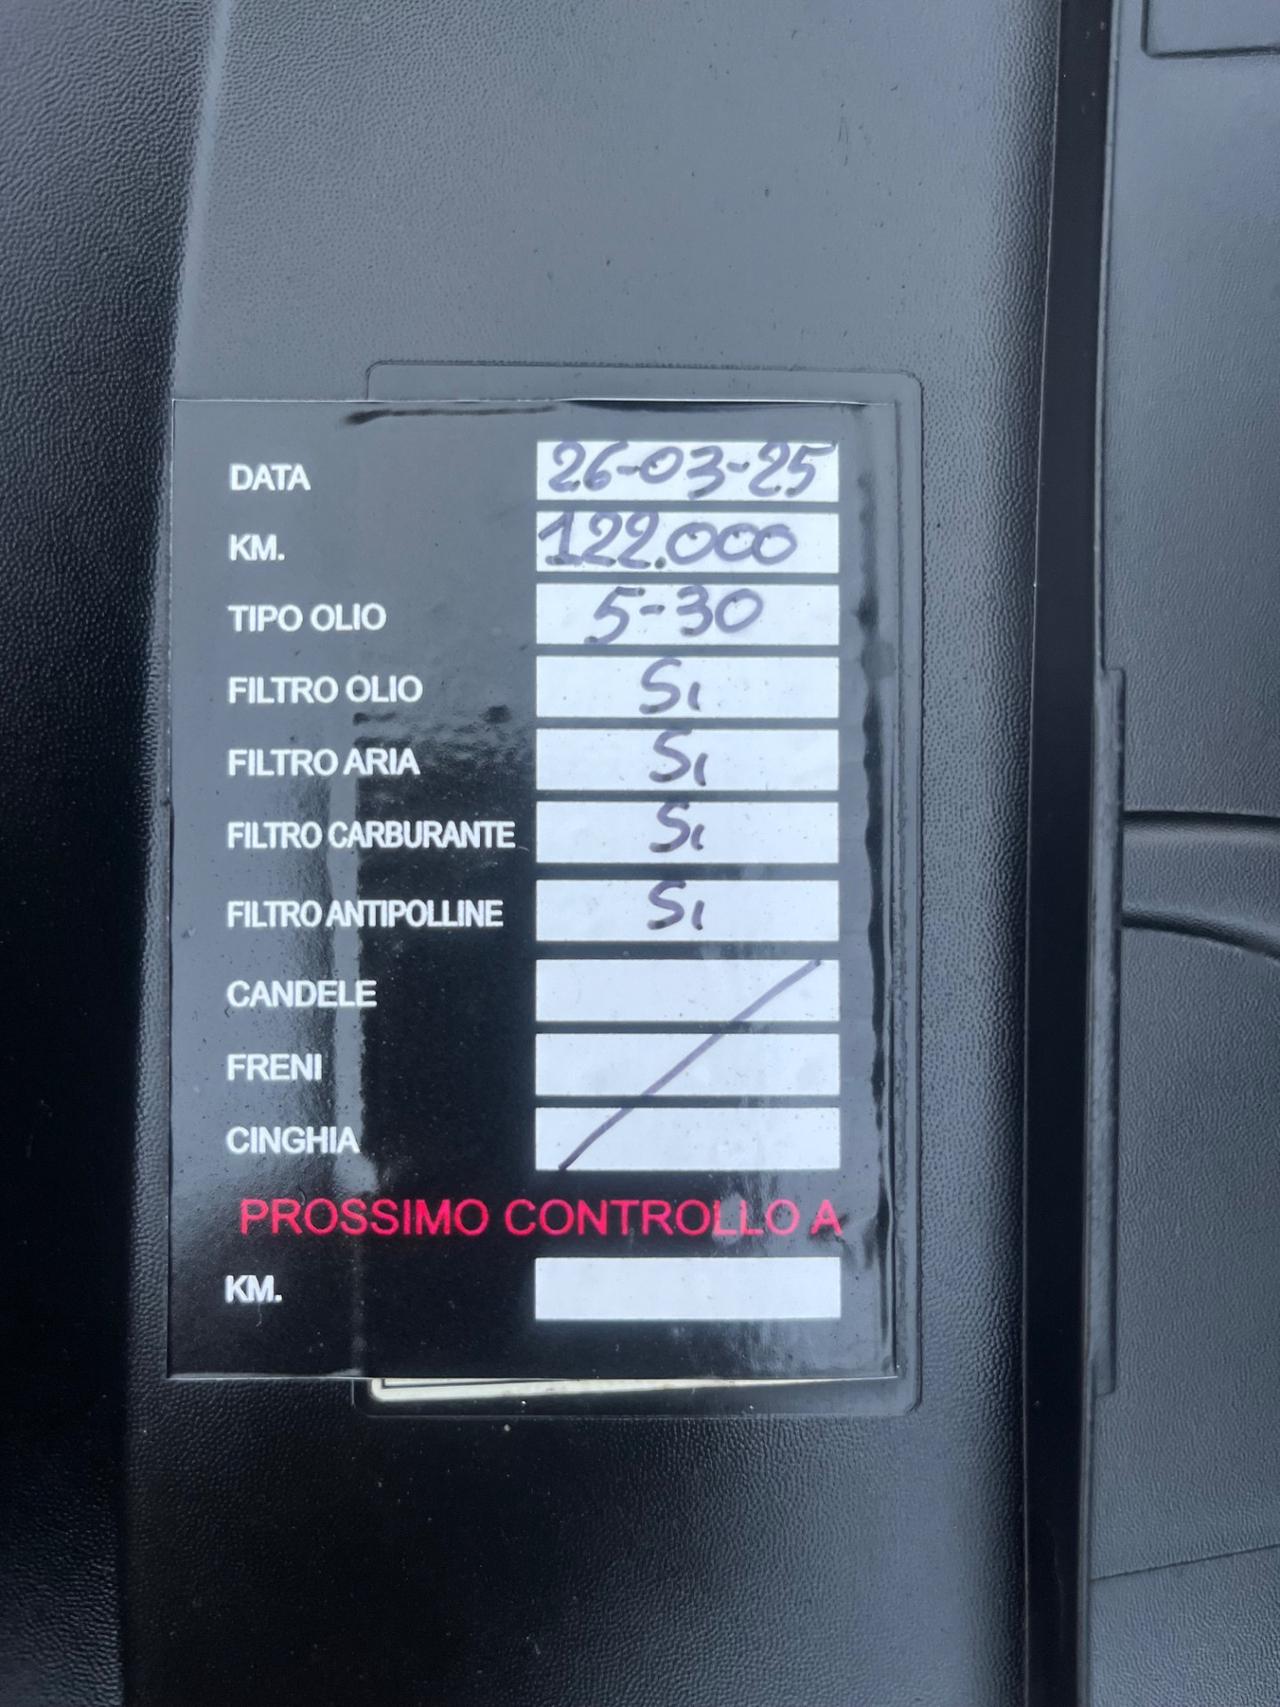 DATA 26-03-25
KM. 122.000
TIPO OLIO 5-30
FILTRO OLIO Si
FILTRO ARIA Si
FILTRO CARBURANTE Si
FILTRO ANTIPOLLINE Si
CANDELE
FRENI
CINGHIA
PROSSIMO CONTROLLO A
KM.